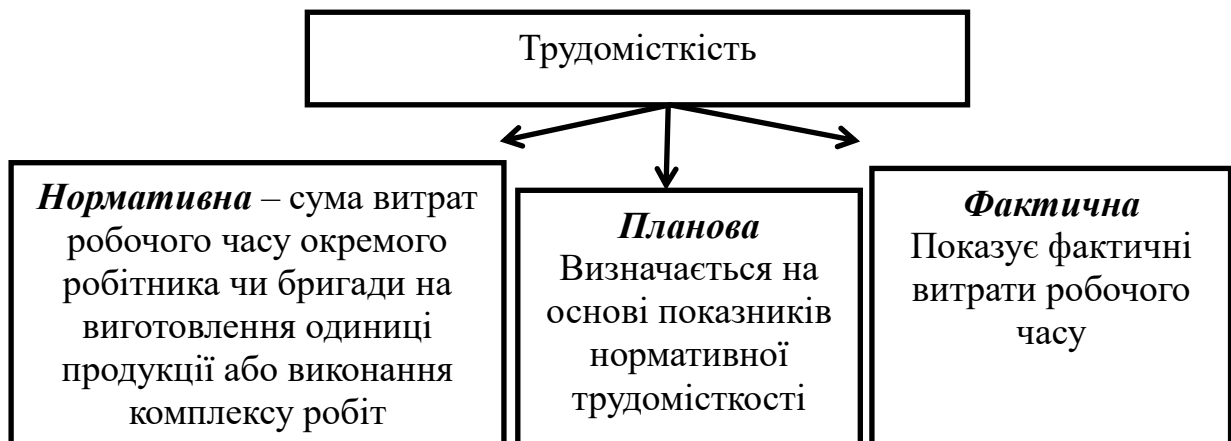 Трудомісткість
Нормативна – сума витрат
робочого часу окремого
робітника чи бригади на
виготовлення одиниці
продукції або виконання
комплексу робіт
Планова
Визначається на
основі показників
нормативної
трудомісткості
Фактична
Показує фактичні
витрати робочого
часу